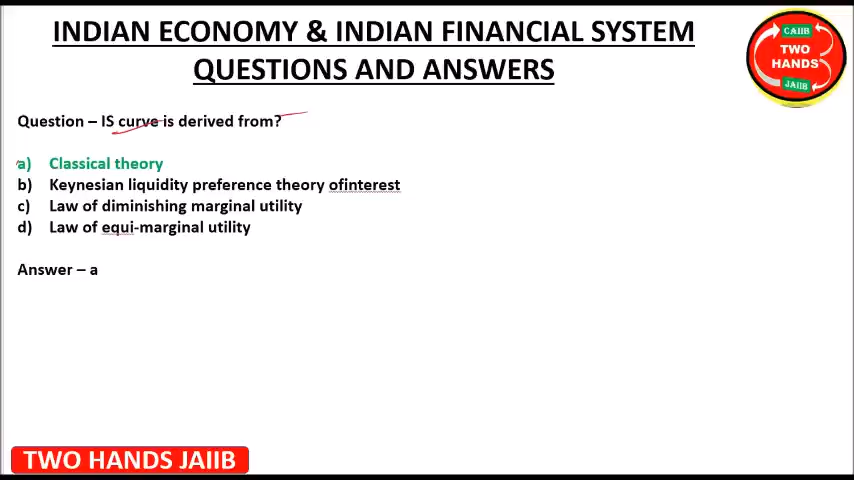 INDIAN ECONOMY & INDIAN FINANCIAL SYSTEM
QUESTIONS AND ANSWERS
CAIIB
TWO
HANDS
JAIIB
Question – IS curve is derived from?
a) Classical theory
b) Keynesian liquidity preference theory ofinterest
c) Law of diminishing marginal utility
d) Law of equi-marginal utility
Answer – a
TWO HANDS JAIIB